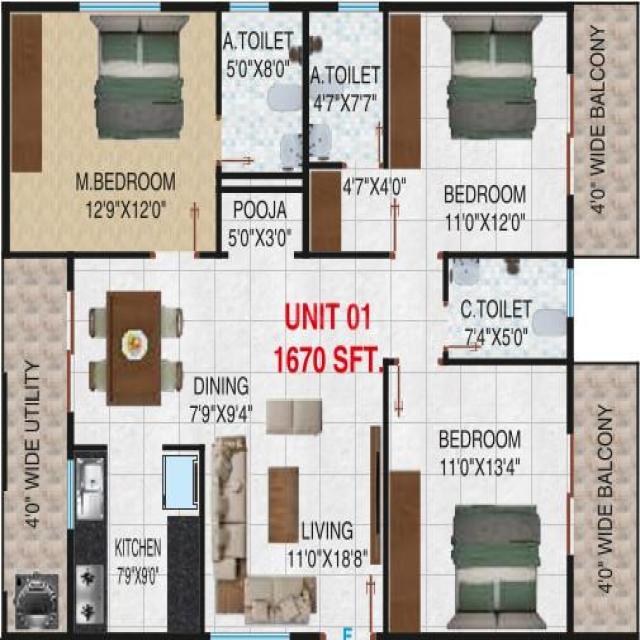 A.TOILET
5'0"X8'0"
A.TOILET
4'7"X7'7"
4'0" WIDE BALCONY
M.BEDROOM
12'9"X12'0"
4'7"X4'0"
BEDROOM
11'0"X12'0"
POOJA
5'0"X3'0"
UNIT 01
1670 SFT.
C.TOILET
7'4"X5'0"
DINING
7'9"X9'4"
4'0" WIDE UTILITY
BEDROOM
11'0"X13'4"
4'0" WIDE BALCONY
KITCHEN
7'9"X9'0"
LIVING
11'0"X18'8"
E